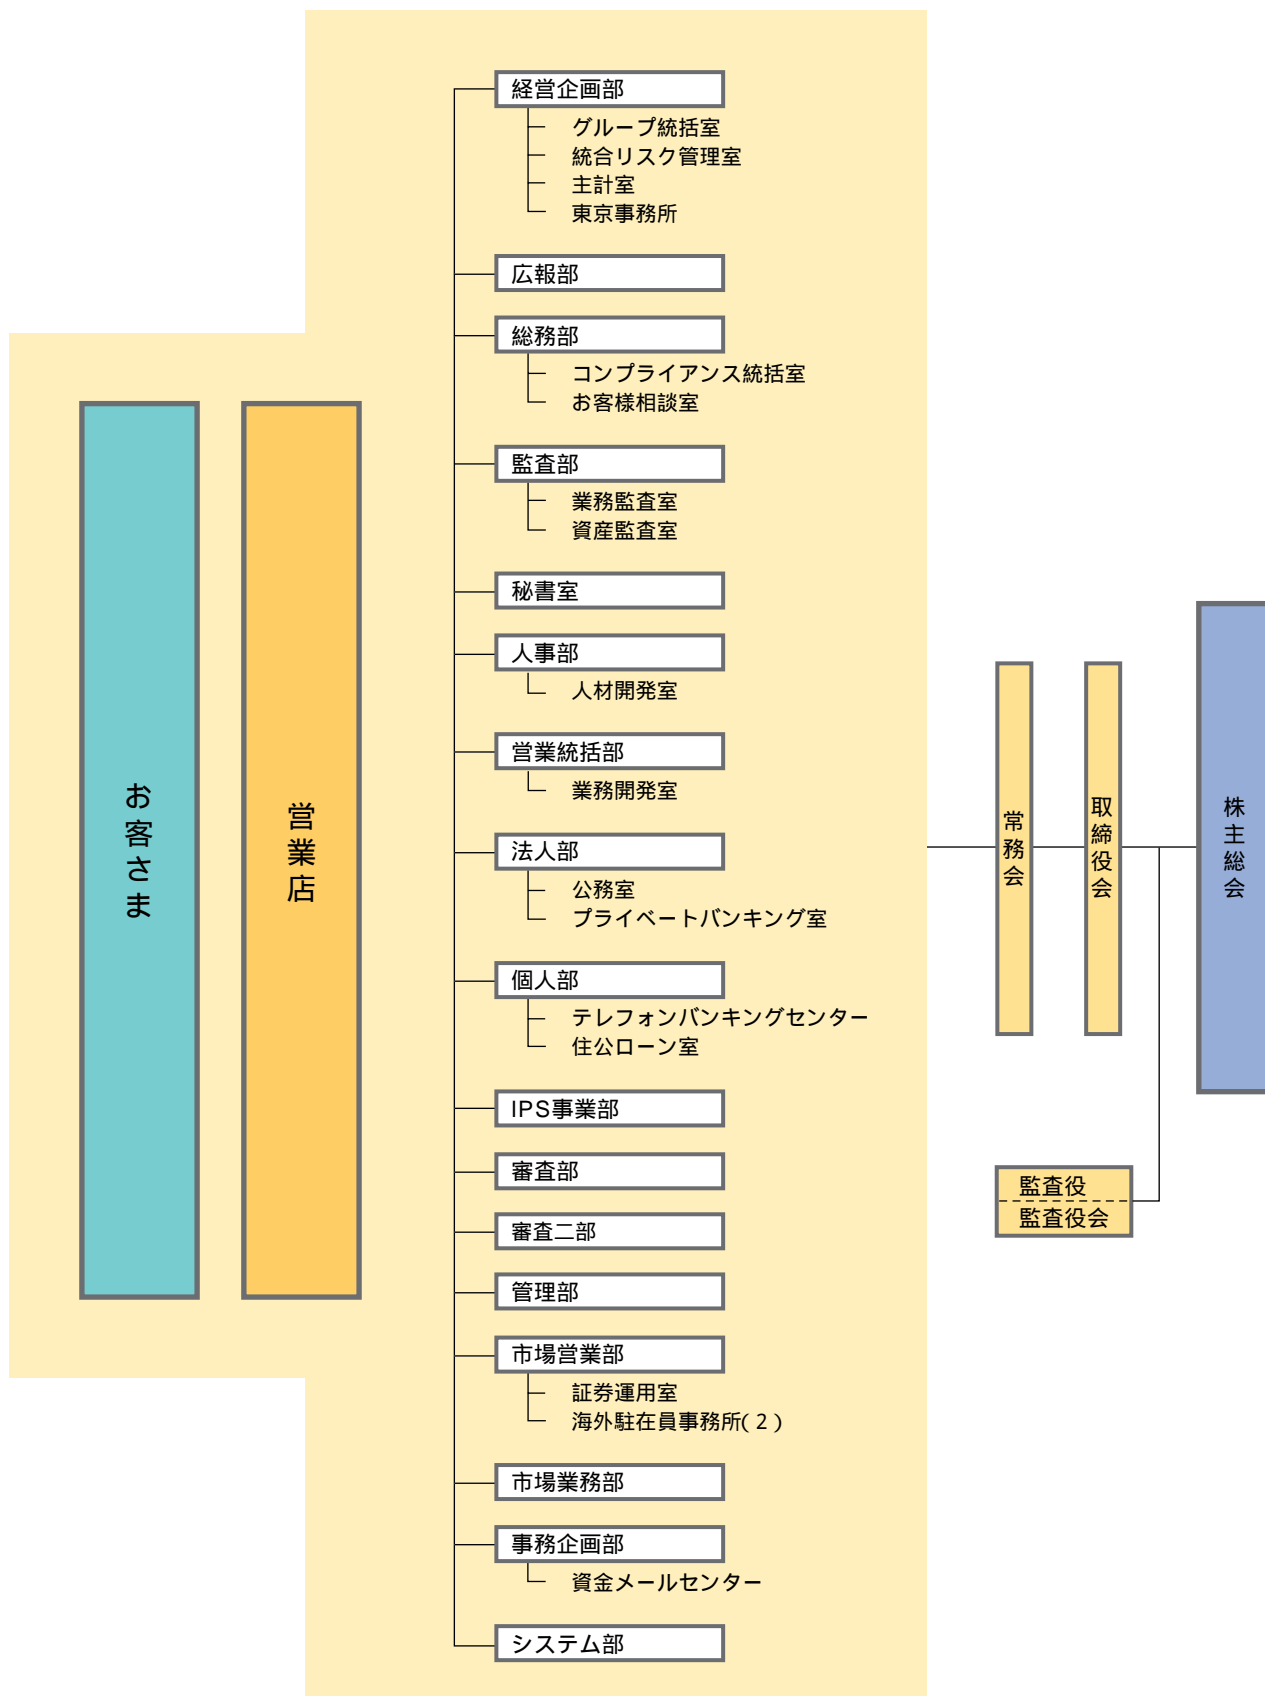 お客さま
営業店
経営企画部
グループ統括室
統合リスク管理室
主計室
東京事務所
広報部
総務部
コンプライアンス統括室
お客様相談室
監査部
業務監査室
資産監査室
秘書室
人事部
人材開発室
営業統括部
業務開発室
法人部
公務室
プライベートバンキング室
個人部
テレフォンバンキングセンター
住公ローン室
IPS事業部
審査部
審査二部
管理部
市場営業部
証券運用室
海外駐在員事務所(2)
市場業務部
事務企画部
資金メールセンター
システム部
常務会
取締役会
株主総会
監査役
監査役会